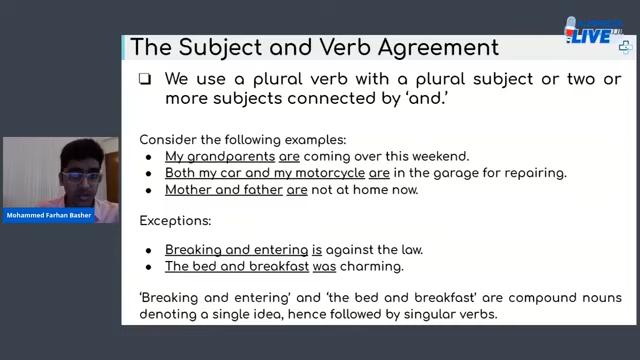 LIVE
The Subject and Verb Agreement
❑ We use a plural verb with a plural subject or two or
more subjects connected by ‘and.’
Consider the following examples:
● My grandparents are coming over this weekend.
● Both my car and my motorcycle are in the garage for repairing.
● Mother and father are not at home now.
Exceptions:
● Breaking and entering is against the law.
● The bed and breakfast was charming.
‘Breaking and entering’ and ‘the bed and breakfast’ are compound nouns
denoting a single idea, hence followed by singular verbs.
Mohammed Farhan Basher